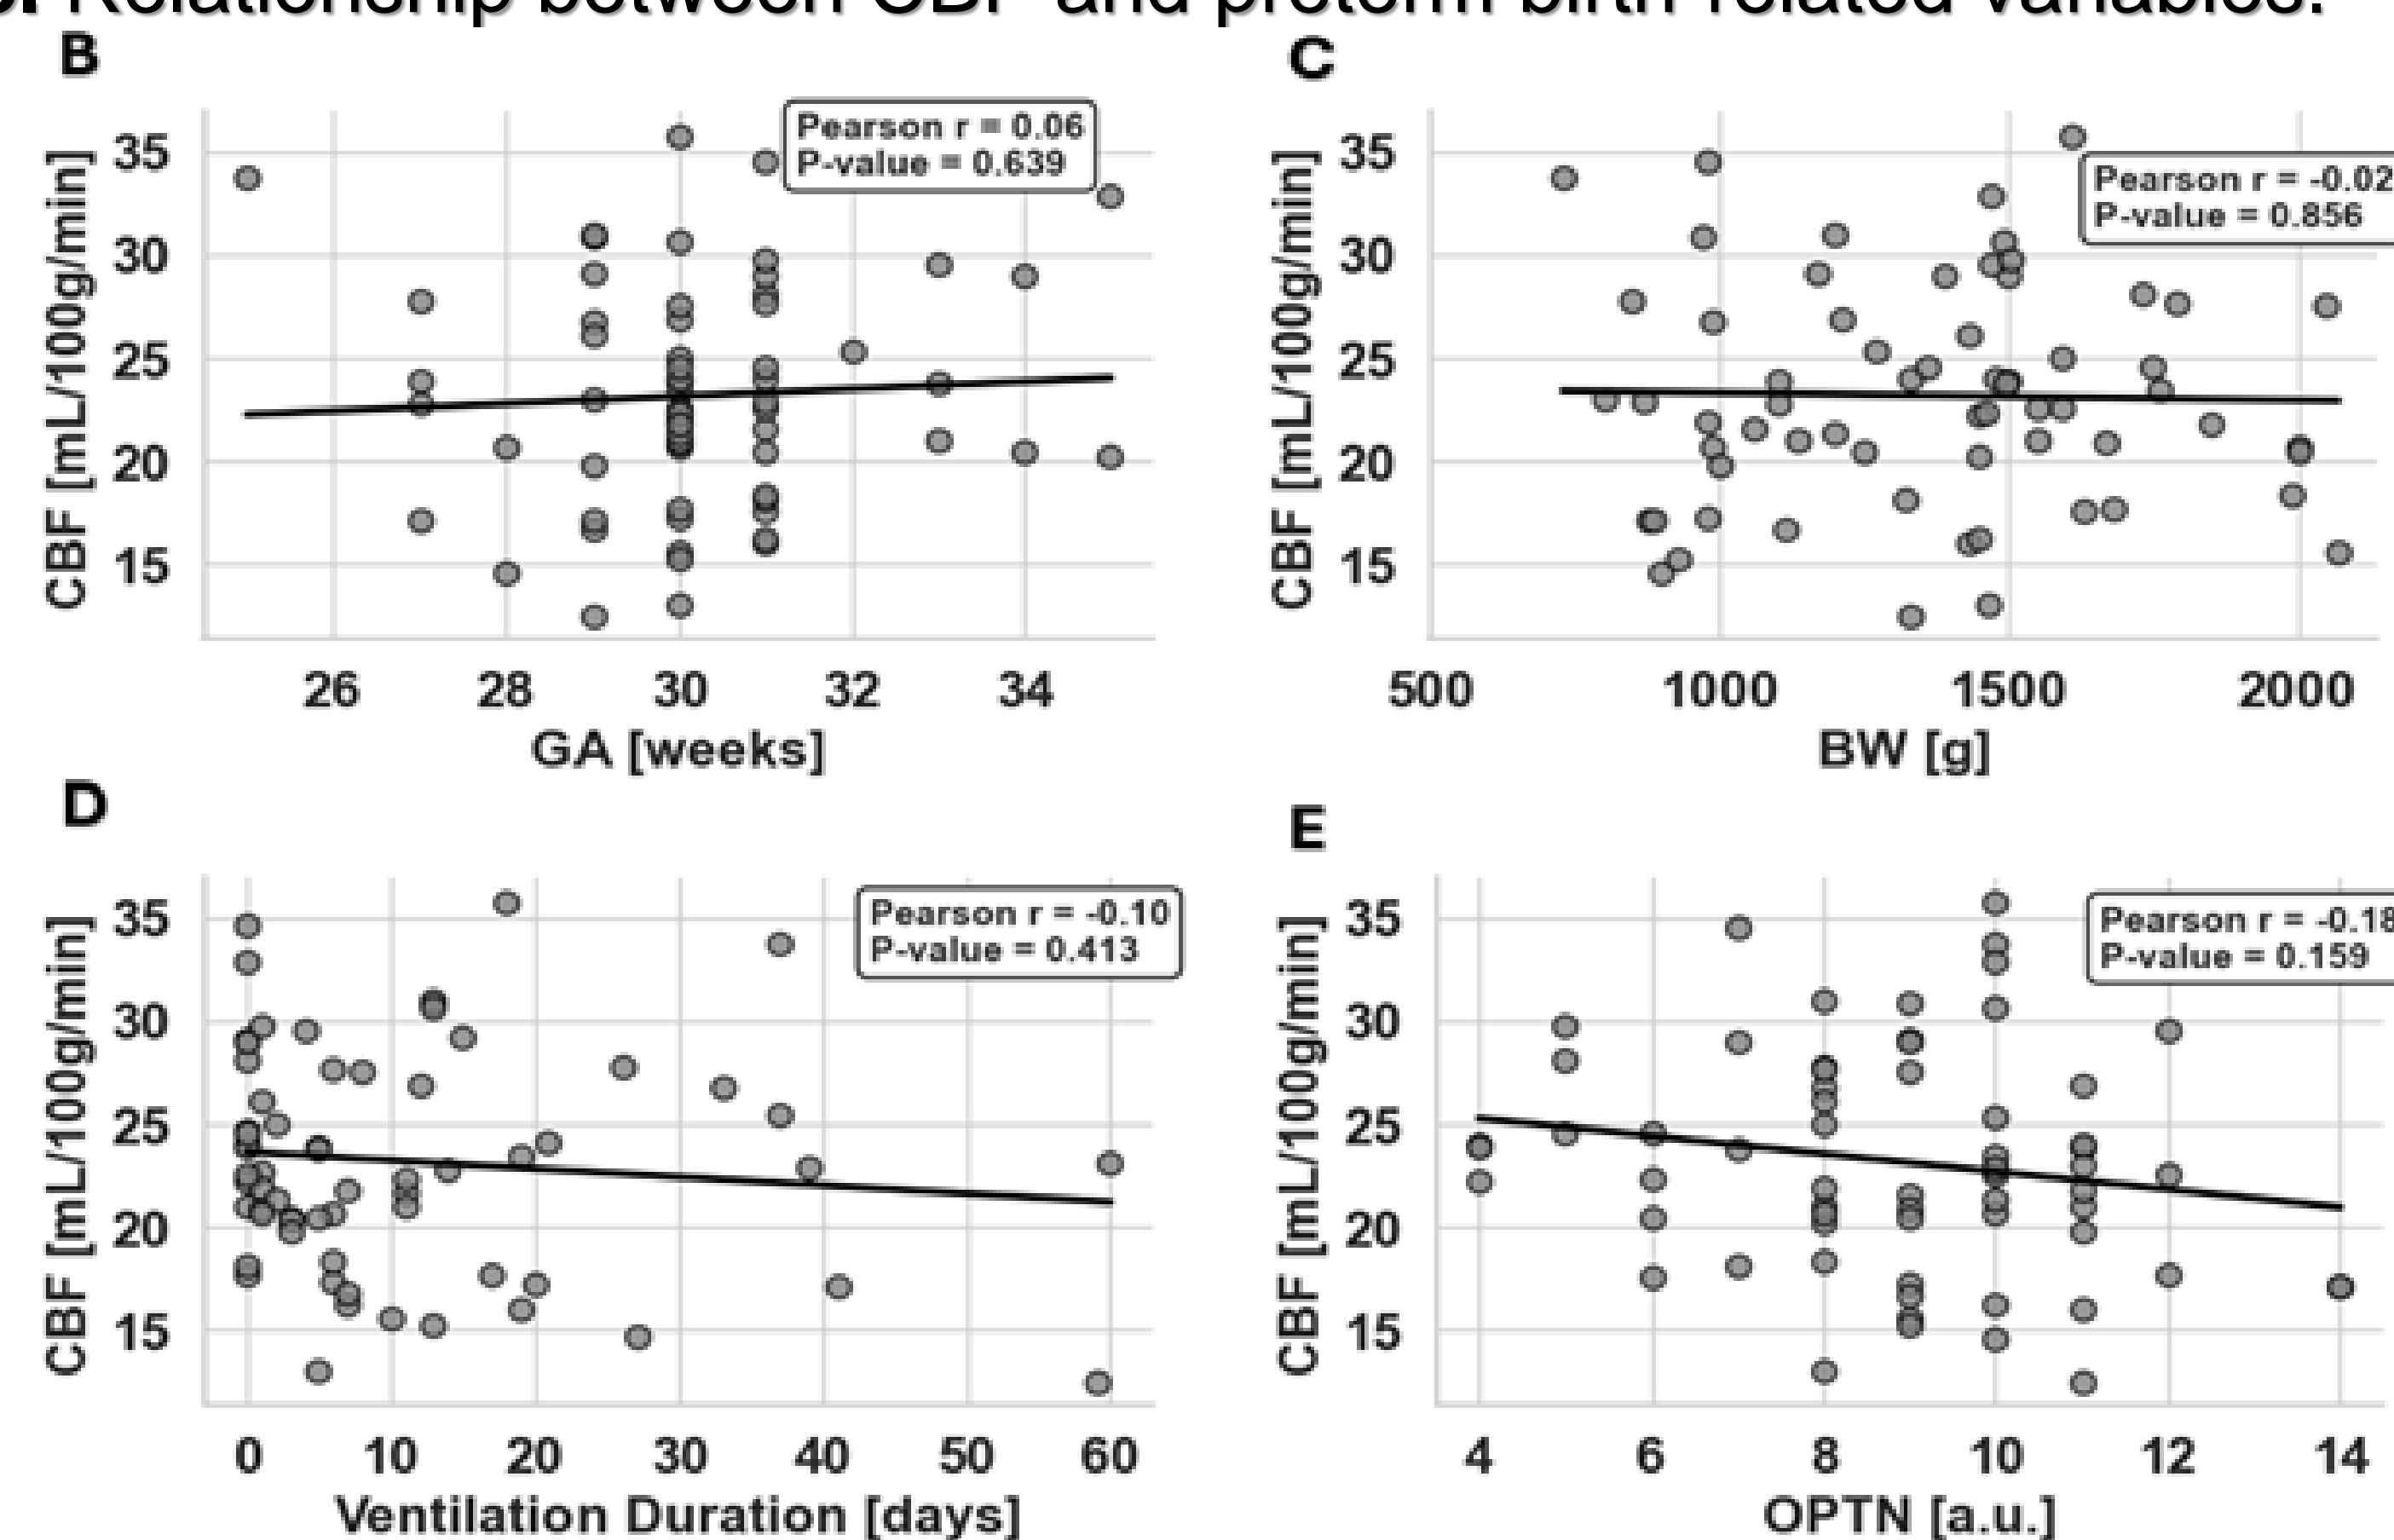 Relationship between CBF and preterm birth-related variables.
B
Pearson r = 0.06
P-value = 0.639
CBF [mL/100g/min]
35
30
25
20
15
26 28 30 32 34
GA [weeks]
C
Pearson r = -0.02
P-value = 0.856
CBF [mL/100g/min]
35
30
25
20
15
500 1000 1500 2000
BW [g]
D
Pearson r = -0.10
P-value = 0.413
CBF [mL/100g/min]
35
30
25
20
15
0 10 20 30 40 50 60
Ventilation Duration [days]
E
Pearson r = -0.18
P-value = 0.159
CBF [mL/100g/min]
35
30
25
20
15
4 6 8 10 12 14
OPTN [a.u.]